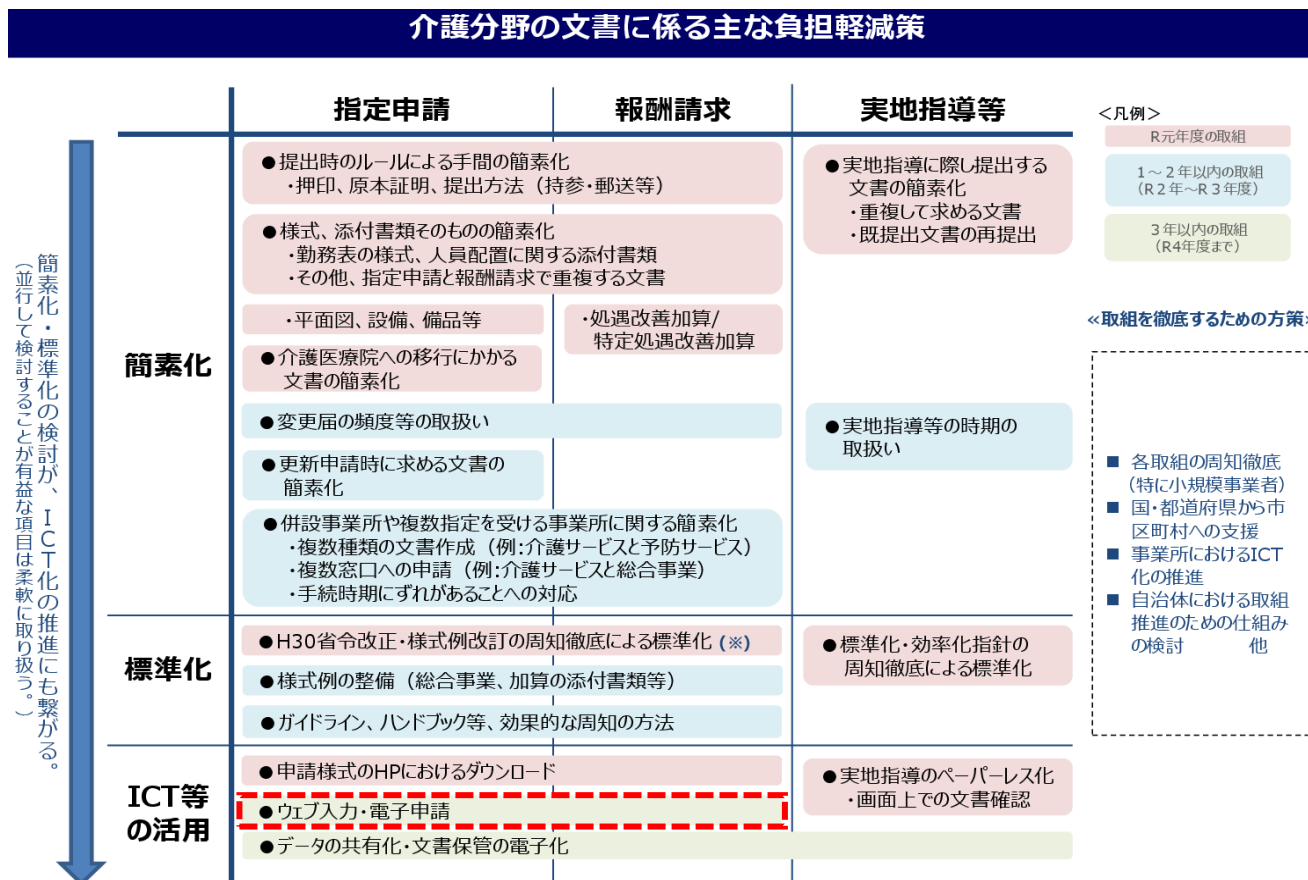 介護分野の文書に係る主な負担軽減策
指定申請
報酬請求
実地指導等
簡素化
●提出時のルールによる手間の簡素化
・押印、原本証明、提出方法（持参・郵送等）
●様式、添付書類そのものの簡素化
・勤務表の様式、人員配置に関する添付書類
・その他、指定申請と報酬請求で重複する文書
・平面図、設備、備品等
・処遇改善加算/
特定処遇改善加算
●介護医療院への移行にかかる
文書の簡素化
●変更届の頻度等の取扱い
●更新申請時に求める文書の
簡素化
●併設事業所や複数指定を受ける事業所に関する簡素化
・複数種類の文書作成（例:介護サービスと予防サービス）
・複数窓口への申請（例:介護サービスと総合事業）
・手続時期にずれがあることへの対応
●実地指導に際し提出する
文書の簡素化
・重複して求める文書
・既提出文書の再提出
●実地指導等の時期の
取扱い
標準化
●H30省令改正・様式例改訂の周知徹底による標準化（※）
●様式例の整備（総合事業、加算の添付書類等）
●ガイドライン、ハンドブック等、効果的な周知の方法
●標準化・効率化指針の
周知徹底による標準化
ICT等
の活用
●申請様式のHPにおけるダウンロード
●ウェブ入力・電子申請
●データの共有化・文書保管の電子化
●実地指導のペーパーレス化
・画面上での文書確認
簡素化・標準化の検討が、ICT化の推進にも繋がる。
（並行して検討することが有益な項目は柔軟に取り扱う。）
＜凡例＞
R元年度の取組
1～2年以内の取組
（R2年～R3年度）
3年以内の取組
（R4年度まで）
≪取組を徹底するための方策≫
■ 各取組の周知徹底
（特に小規模事業者）
■ 国・都道府県から市
区町村への支援
■ 事業所におけるICT
化の推進
■ 自治体における取組
推進のための仕組み
の検討　　　他